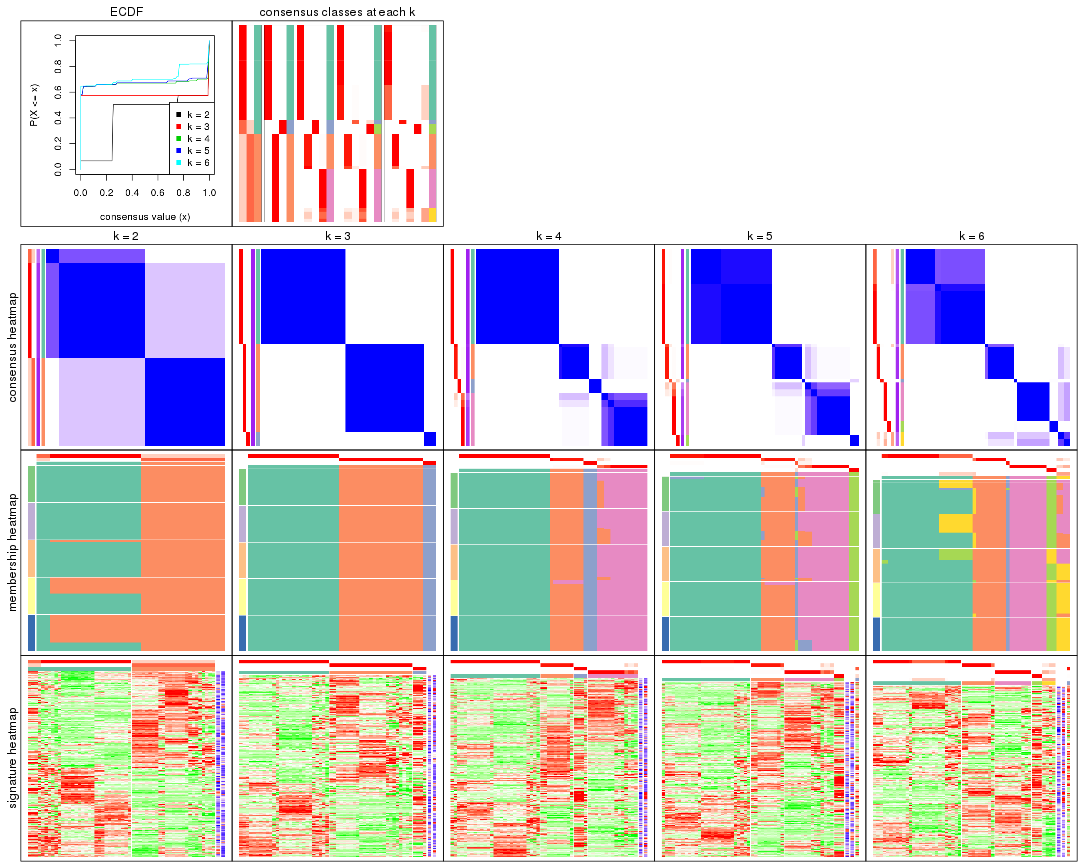 ECDF
consensus classes at each k
P(X <= x)
0.0
0.2
0.4
0.6
0.8
1.0
k = 2
k = 3
k = 4
k = 5
k = 6
0.0 0.2 0.4 0.6 0.8 1.0
consensus value (x)
k = 2
k = 3
k = 4
k = 5
k = 6
consensus heatmap
membership heatmap
signature heatmap